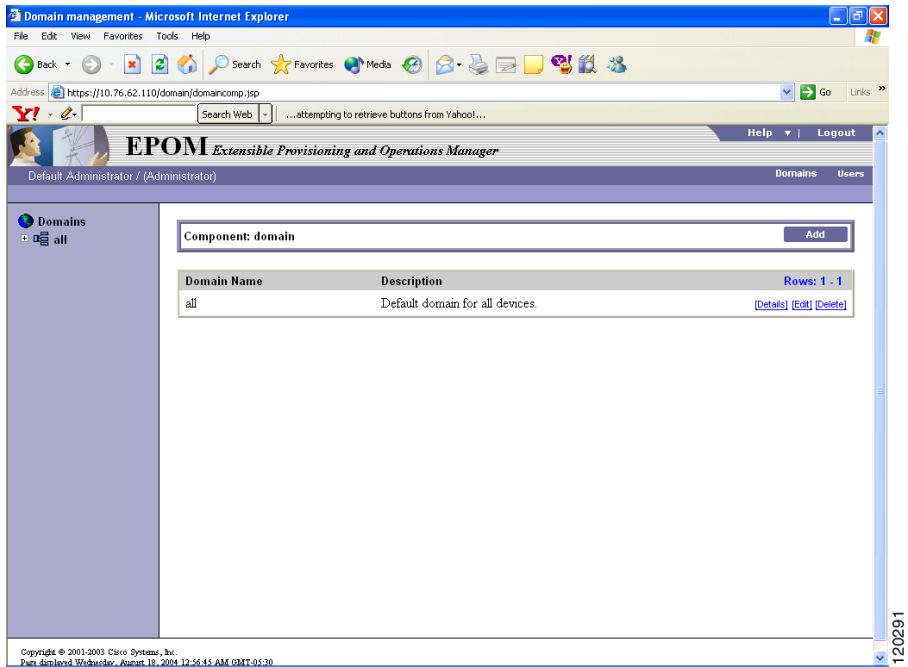 Domain management - Microsoft Internet Explorer
File Edit View Favorites Tools Help
Back Search Favorites Media
Address https://10.76.62.110/domain/domaincomp.jsp Go Links »
Y! Search Web ...attempting to retrieve buttons from Yahoo!...
Help | Logout
EPOM Extensible Provisioning and Operations Manager
Default Administrator / (Administrator) Domains Users
Domains
all
Component: domain Add
Domain Name Description Rows: 1 - 1
all Default domain for all devices. [Details] [Edit] [Delete]
Copyright © 2001-2003 Cisco Systems, Inc.
Page displayed Wednesday, August 18, 2004 12:56:45 AM GMT-05:30
120291